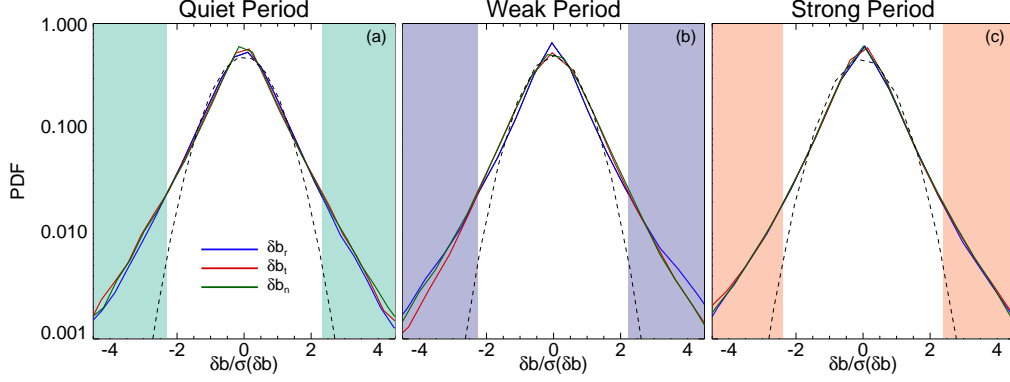 Quiet Period
Weak Period
Strong Period
(a)
(b)
(c)
PDF
1.000
0.100
0.010
0.001
δb_r
δb_t
δb_n
-4 -2 0 2 4
-4 -2 0 2 4
-4 -2 0 2 4
δb/σ(δb)
δb/σ(δb)
δb/σ(δb)